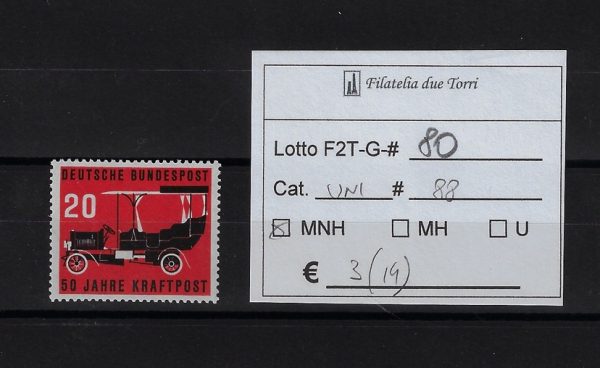 DEUTSCHE BUNDESPOST
20
50 JAHRE KRAFTPOST
Filatelia due Torri
Lotto F2T-G-# 80
Cat. UNI # 88
MNH MH U
€ 3 (14)